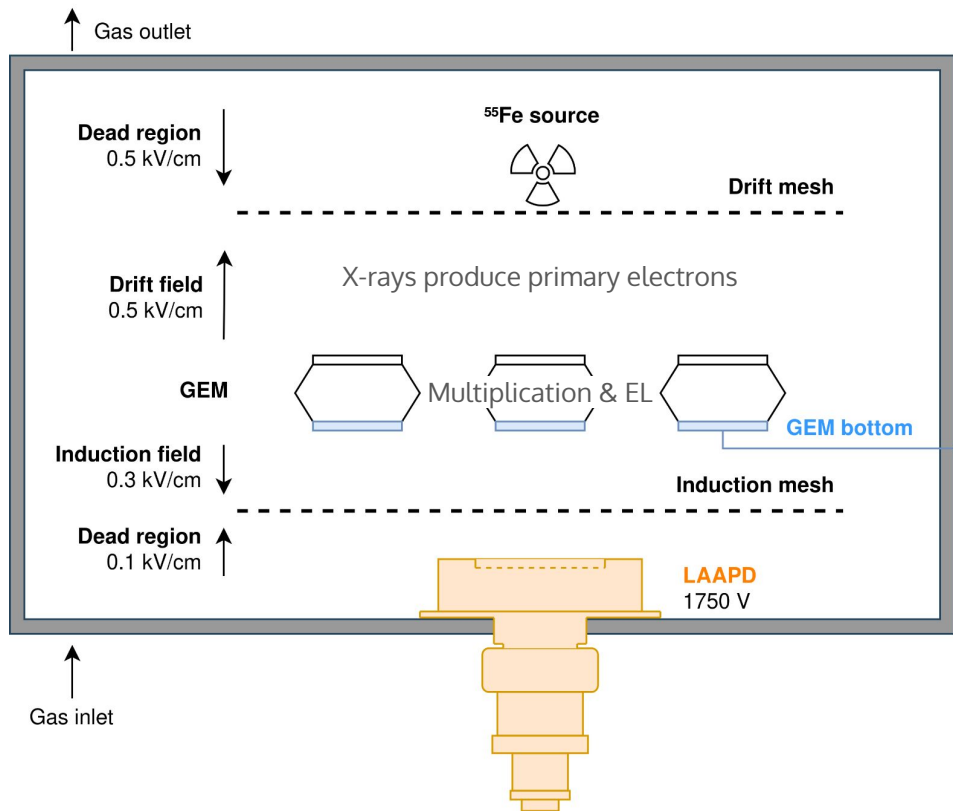 Gas outlet
⁵⁵Fe source
Dead region
0.5 kV/cm
Drift mesh
X-rays produce primary electrons
Drift field
0.5 kV/cm
GEM
Multiplication & EL
GEM bottom
Induction field
0.3 kV/cm
Induction mesh
Dead region
0.1 kV/cm
LAAPD
1750 V
Gas inlet